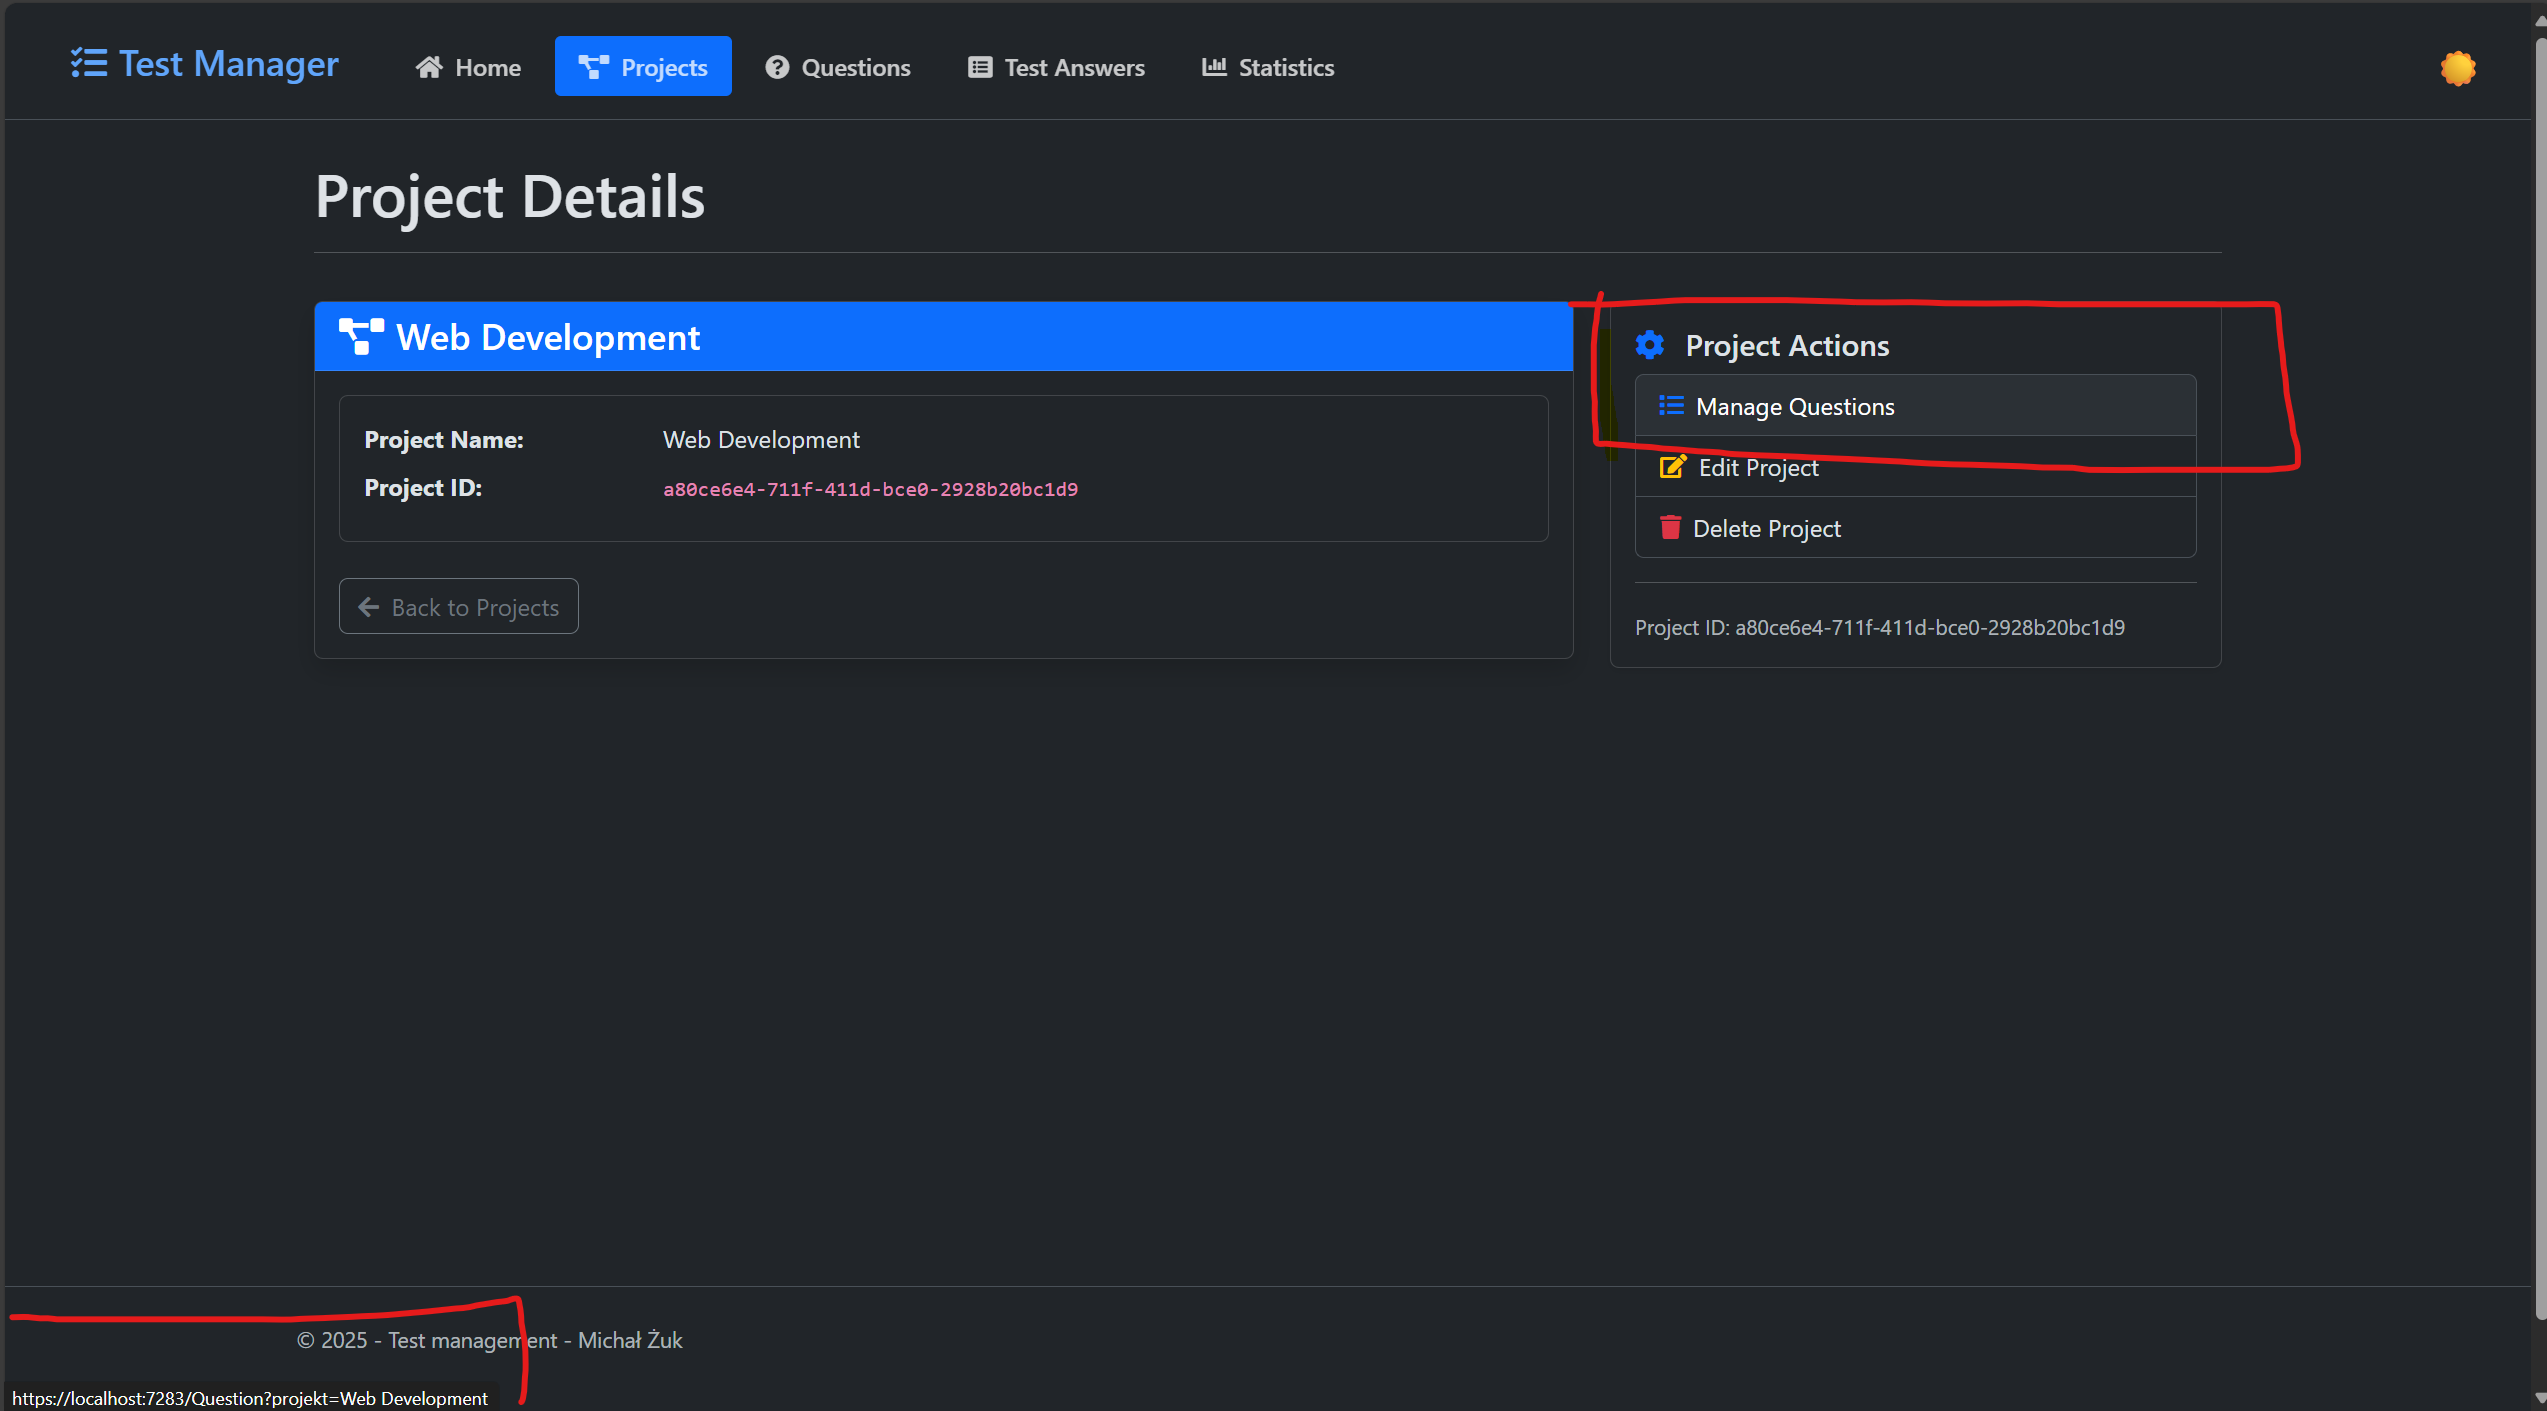 Test Manager
Home
Projects
Questions
Test Answers
Statistics
Project Details
Web Development
Project Name: Web Development
Project ID: a80ce6e4-711f-411d-bce0-2928b20bc1d9
Back to Projects
Project Actions
Manage Questions
Edit Project
Delete Project
Project ID: a80ce6e4-711f-411d-bce0-2928b20bc1d9
© 2025 - Test management - Michał Żuk
https://localhost:7283/Question?projekt=Web Development